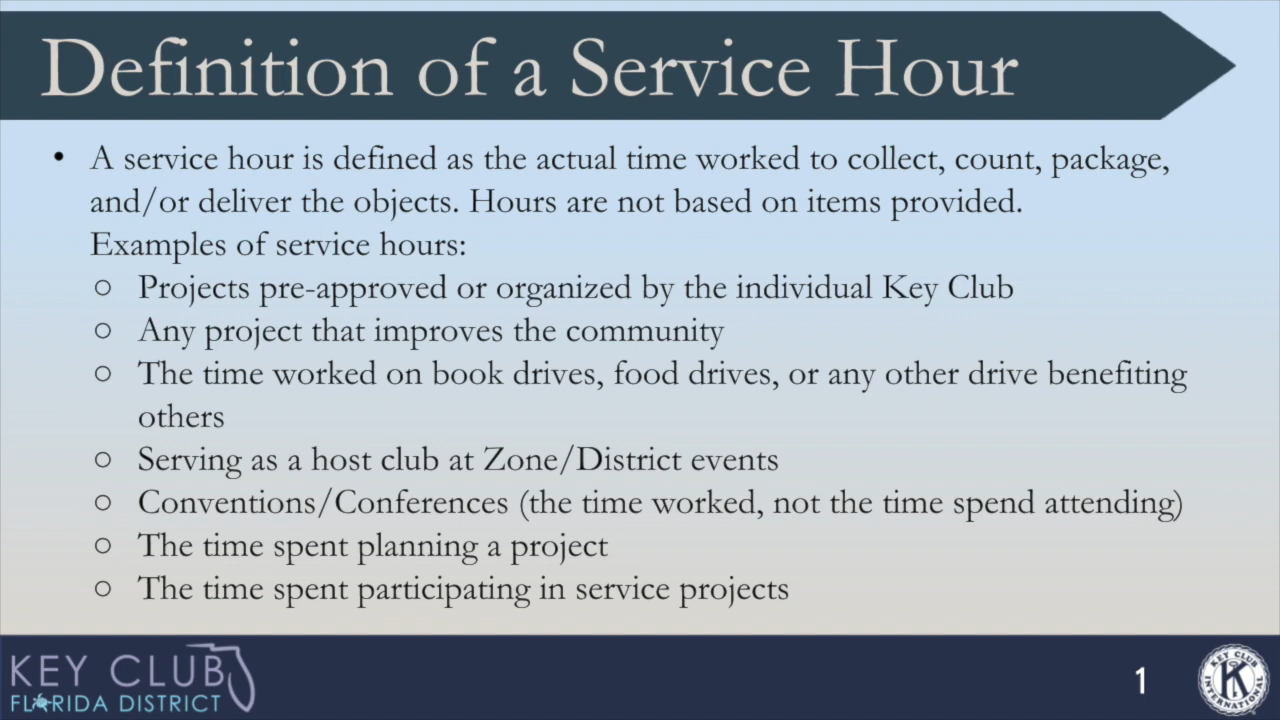 Definition of a Service Hour
• A service hour is defined as the actual time worked to collect, count, package,
and/or deliver the objects. Hours are not based on items provided.
Examples of service hours:
○ Projects pre-approved or organized by the individual Key Club
○ Any project that improves the community
○ The time worked on book drives, food drives, or any other drive benefiting
others
○ Serving as a host club at Zone/District events
○ Conventions/Conferences (the time worked, not the time spend attending)
○ The time spent planning a project
○ The time spent participating in service projects
KEY CLUB
FLORIDA DISTRICT
1
KEY CLUB
K
INTERNATIONAL